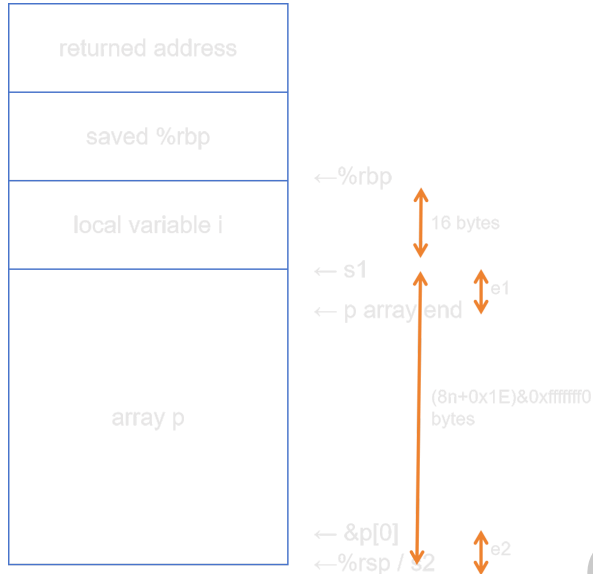 returned address
saved %rbp
←%rbp
local variable i
16 bytes
← s1
e1
← p array end
(8n+0x1E)&0xfffffff0
bytes
array p
← &p[0]
e2
←%rsp / s2